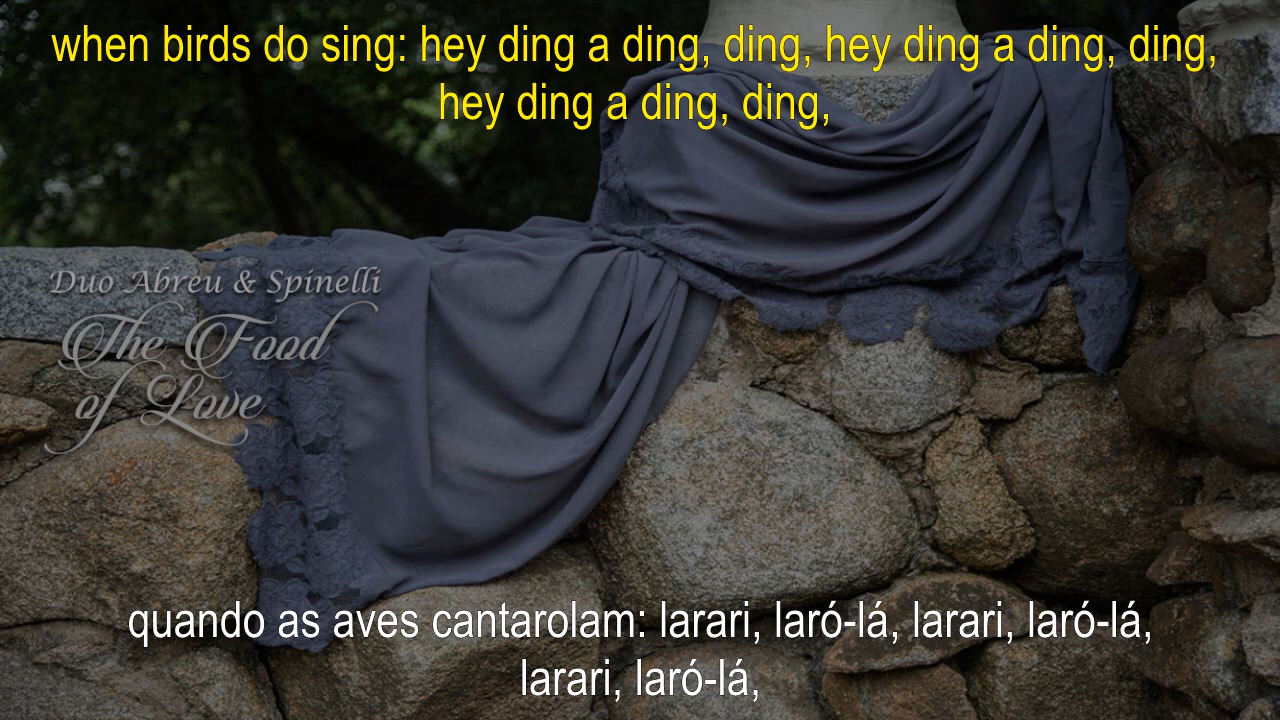 when birds do sing: hey ding a ding, ding, hey ding a ding, ding,
hey ding a ding, ding,
Duo Abreu & Spinelli
The Food
of Love
quando as aves cantarolam: larari, laró-lá, larari, laró-lá,
larari, laró-lá,